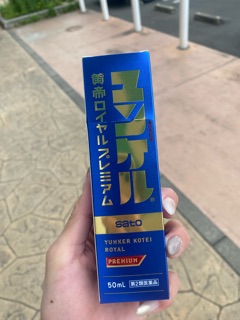 ユンケル
黄帝ロイヤルプレミアム
sato
YUNKER KOTEI
ROYAL
PREMIUM
50mL 第2類医薬品